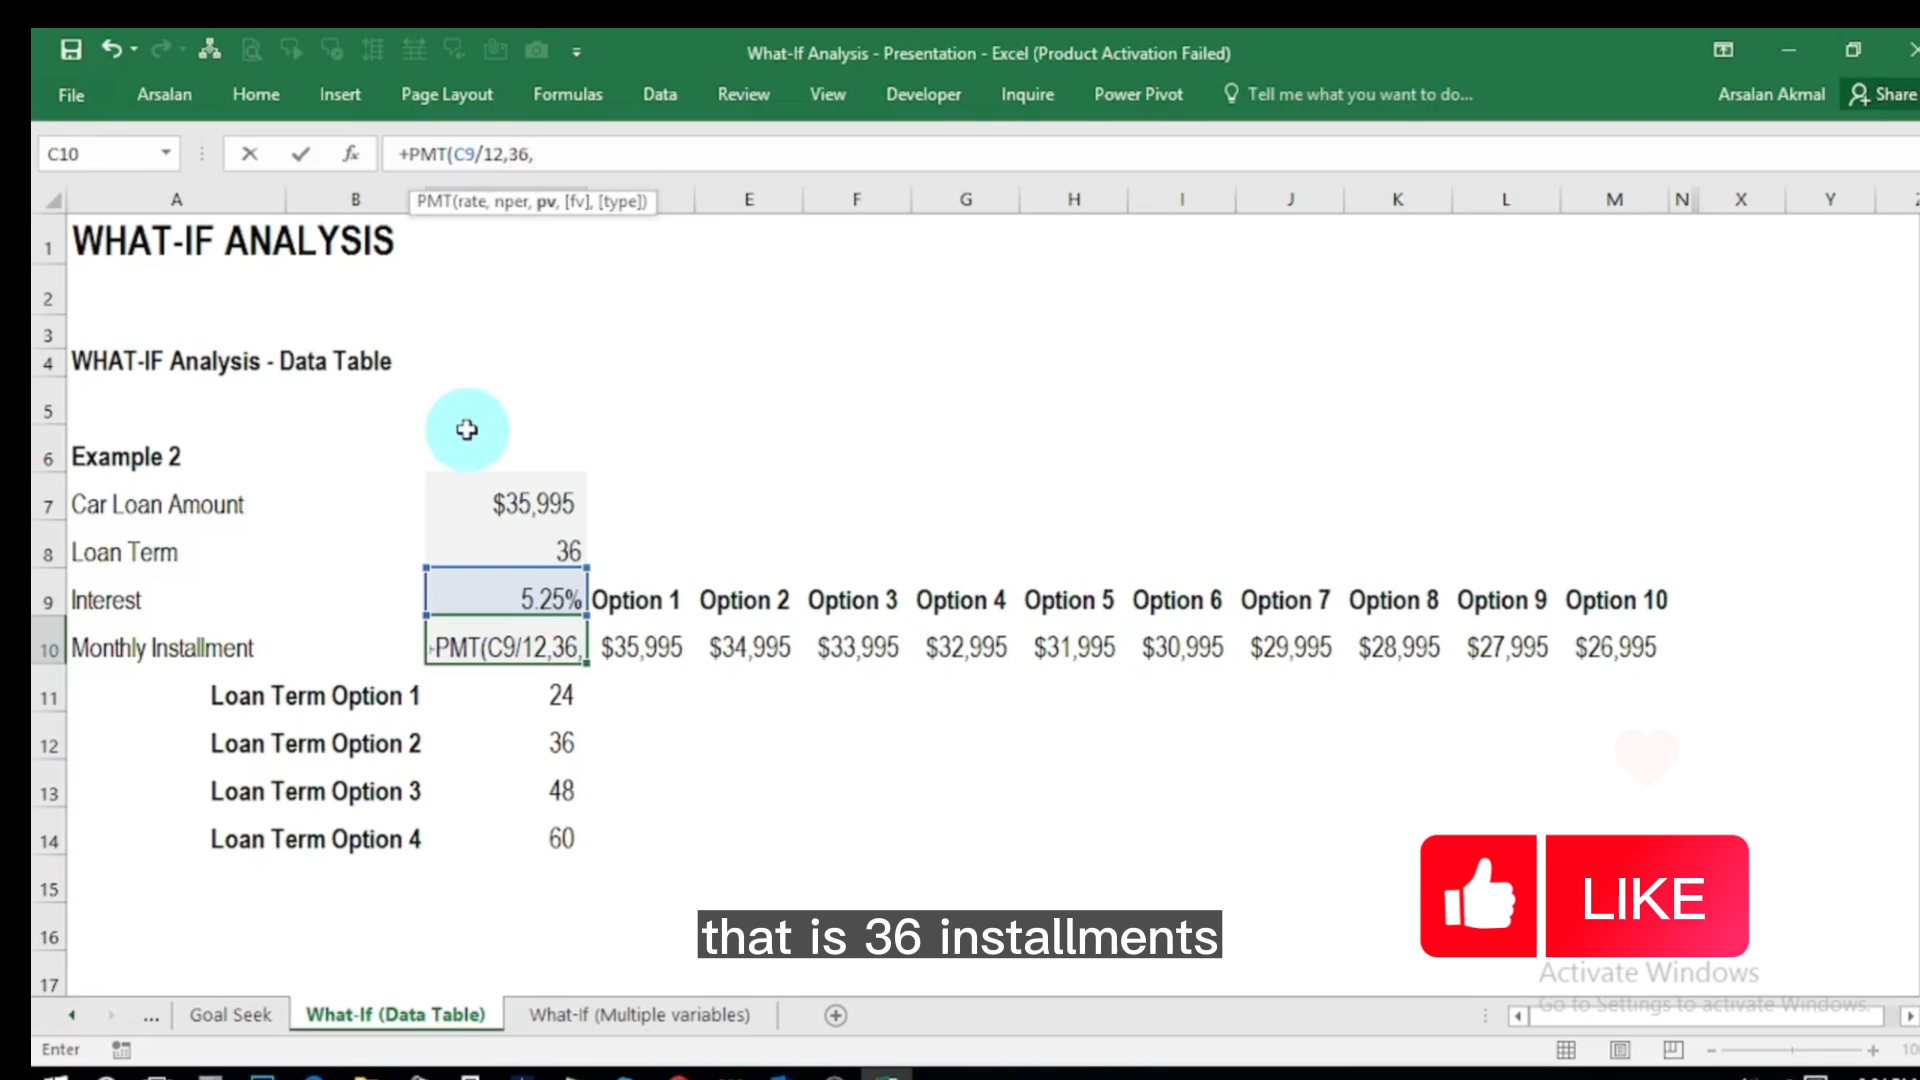 What-If Analysis - Presentation - Excel (Product Activation Failed)
File Arsalan Home Insert Page Layout Formulas Data Review View Developer Inquire Power Pivot Tell me what you want to do... Arsalan Akmal Share
C10 fx +PMT(C9/12,36,
PMT(rate, nper, pv, [fv], [type])
A B E F G H I J K L M N X Y Z
1 WHAT-IF ANALYSIS
2
3
4 WHAT-IF Analysis - Data Table
5
6 Example 2
7 Car Loan Amount $35,995
8 Loan Term 36
9 Interest 5.25% Option 1 Option 2 Option 3 Option 4 Option 5 Option 6 Option 7 Option 8 Option 9 Option 10
10 Monthly Installment +PMT(C9/12,36, $35,995 $34,995 $33,995 $32,995 $31,995 $30,995 $29,995 $28,995 $27,995 $26,995
11 Loan Term Option 1 24
12 Loan Term Option 2 36
13 Loan Term Option 3 48
14 Loan Term Option 4 60
15
16
17
that is 36 installments
LIKE
Activate Windows
Go to Settings to activate Windows.
... Goal Seek What-If (Data Table) What-If (Multiple variables)
Enter